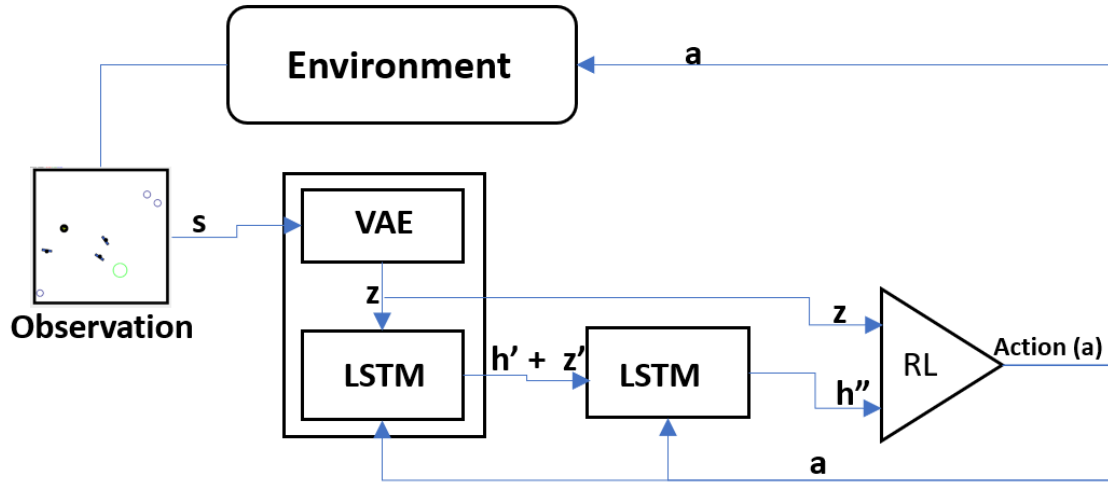 Environment
a
s
VAE
Observation
z
z
LSTM
h' + z'
LSTM
h"
RL
Action (a)
a